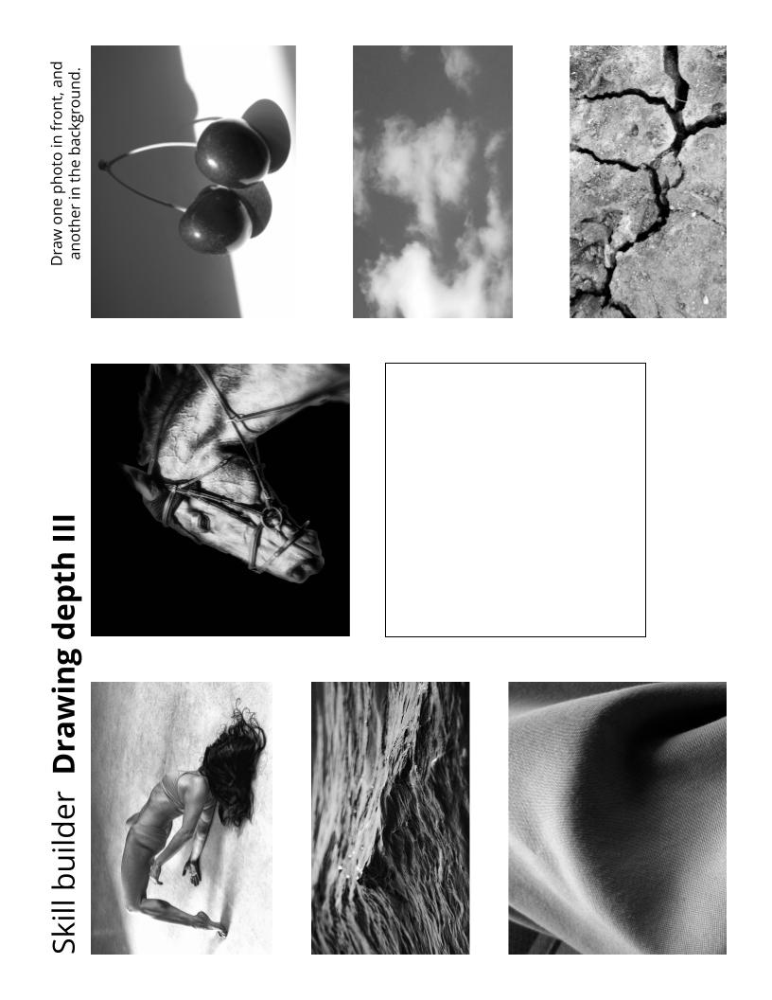 Skill builder Drawing depth III
Draw one photo in front, and
another in the background.